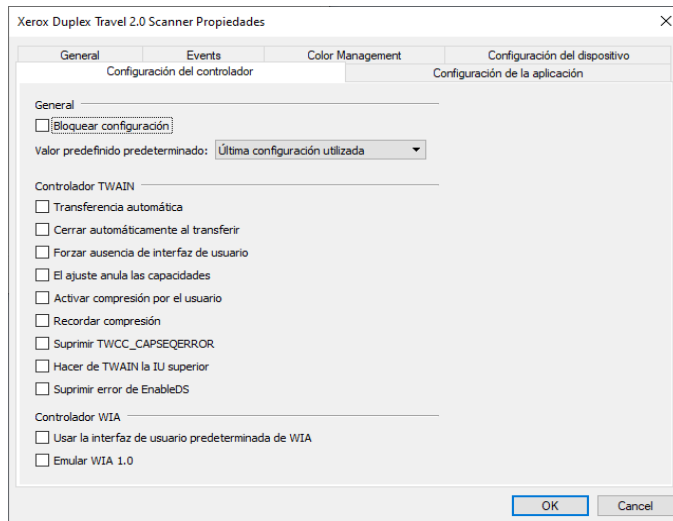 Xerox Duplex Travel 2.0 Scanner Propiedades
General Events Color Management Configuración del dispositivo
Configuración del controlador Configuración de la aplicación
General
Bloquear configuración
Valor predefinido predeterminado: Última configuración utilizada
Controlador TWAIN
Transferencia automática
Cerrar automáticamente al transferir
Forzar ausencia de interfaz de usuario
El ajuste anula las capacidades
Activar compresión por el usuario
Recordar compresión
Suprimir TWCC_CAPSEQERROR
Hacer de TWAIN la IU superior
Suprimir error de EnableDS
Controlador WIA
Usar la interfaz de usuario predeterminada de WIA
Emular WIA 1.0
OK Cancel